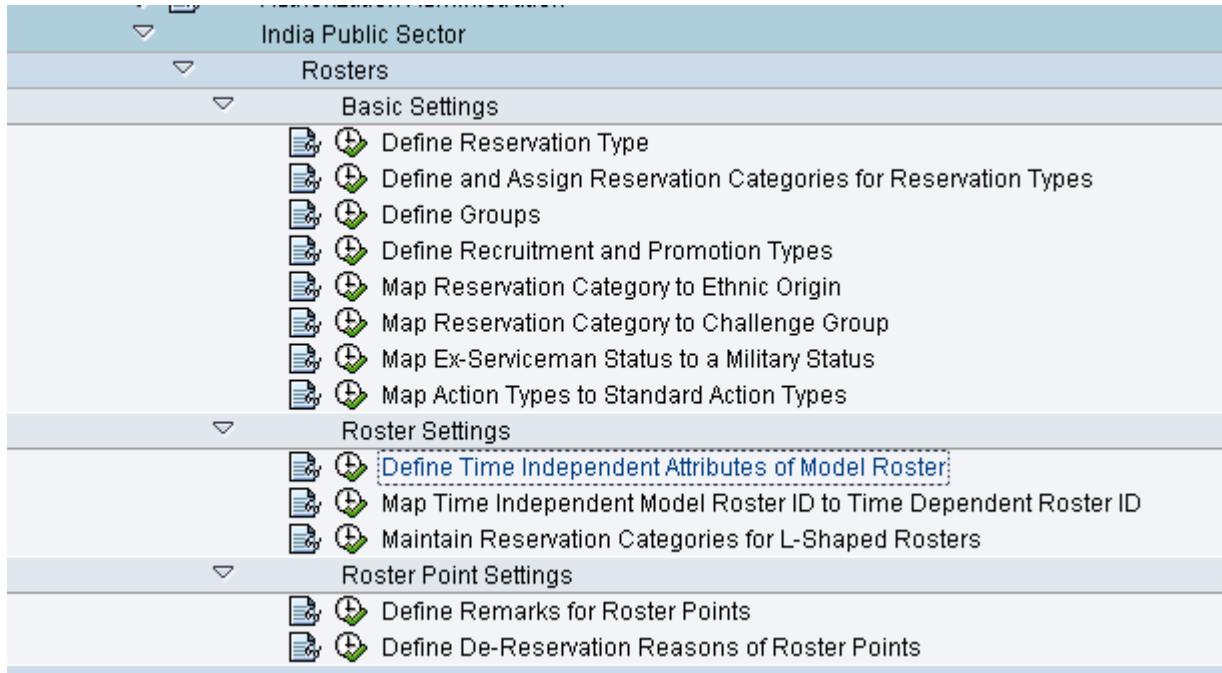 India Public Sector
Rosters
Basic Settings
Define Reservation Type
Define and Assign Reservation Categories for Reservation Types
Define Groups
Define Recruitment and Promotion Types
Map Reservation Category to Ethnic Origin
Map Reservation Category to Challenge Group
Map Ex-Serviceman Status to a Military Status
Map Action Types to Standard Action Types
Roster Settings
Define Time Independent Attributes of Model Roster
Map Time Independent Model Roster ID to Time Dependent Roster ID
Maintain Reservation Categories for L-Shaped Rosters
Roster Point Settings
Define Remarks for Roster Points
Define De-Reservation Reasons of Roster Points